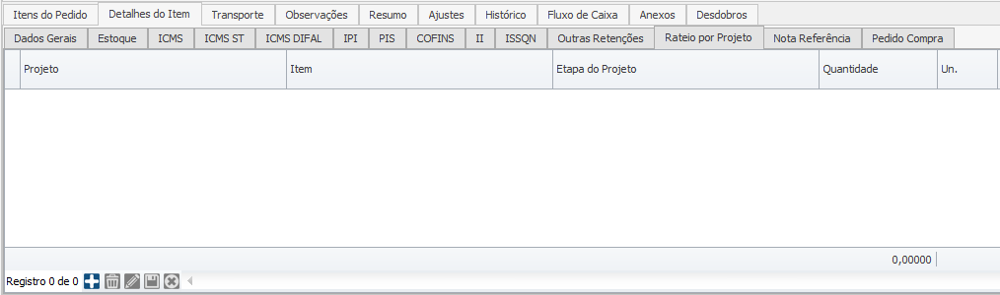 Itens do Pedido Detalhes do Item Transporte Observações Resumo Ajustes Histórico Fluxo de Caixa Anexos Desdobros
Dados Gerais Estoque ICMS ICMS ST ICMS DIFAL IPI PIS COFINS II ISSQN Outras Retenções Rateio por Projeto Nota Referência Pedido Compra
Projeto Item Etapa do Projeto Quantidade Un.
0,00000
Registro 0 de 0